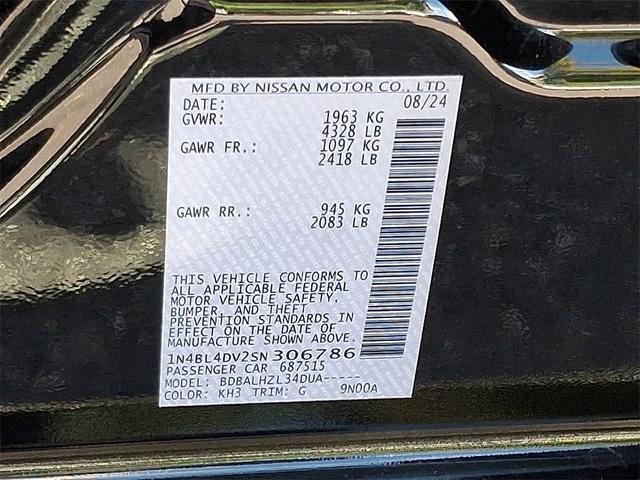 MFD BY NISSAN MOTOR CO., LTD.
DATE: 08/24
GVWR: 1963 KG
4328 LB
GAWR FR.: 1097 KG
2418 LB
GAWR RR.: 945 KG
2083 LB
THIS VEHICLE CONFORMS TO
ALL APPLICABLE FEDERAL
MOTOR VEHICLE SAFETY,
BUMPER, AND THEFT
PREVENTION STANDARDS IN
EFFECT ON THE DATE OF
MANUFACTURE SHOWN ABOVE.
1N4BL4DV2SN306786
PASSENGER CAR 687515
MODEL: BDBALHZL34DUA-----
COLOR: KH3 TRIM: G 9N00A